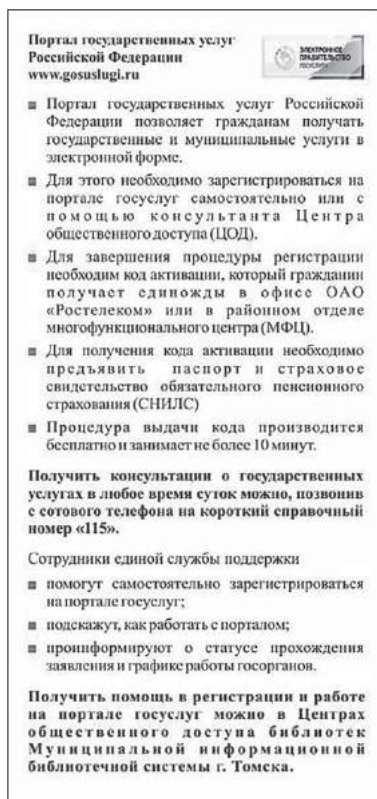 Портал государственных услуг
Российской Федерации
www.gosuslugi.ru
ЭЛЕКТРОННОЕ
ПРАВИТЕЛЬСТВО
ГОСУСЛУГИ
Портал государственных услуг Российской
Федерации позволяет гражданам получать
государственные и муниципальные услуги в
электронной форме.
Для этого необходимо зарегистрироваться на
портале госуслуг самостоятельно или с
помощью консультанта Центра
общественного доступа (ЦОД).
Для завершения процедуры регистрации
необходим код активации, который гражданин
получает единожды в офисе ОАО
«Ростелеком» или в районном отделе
многофункционального центра (МФЦ).
Для получения кода активации необходимо
предъявить паспорт и страховое
свидетельство обязательного пенсионного
страхования (СНИЛС)
Процедура выдачи кода производится
бесплатно и занимает не более 10 минут.
Получить консультации о государственных
услугах в любое время суток можно, позвонив
с сотового телефона на короткий справочный
номер «115».
Сотрудники единой службы поддержки
помогут самостоятельно зарегистрироваться
на портале госуслуг;
подскажут, как работать с порталом;
проинформируют о статусе прохождения
заявления и графике работы госорганов.
Получить помощь в регистрации и работе
на портале госуслуг можно в Центрах
общественного доступа библиотек
Муниципальной информационной
библиотечной системы г. Томска.